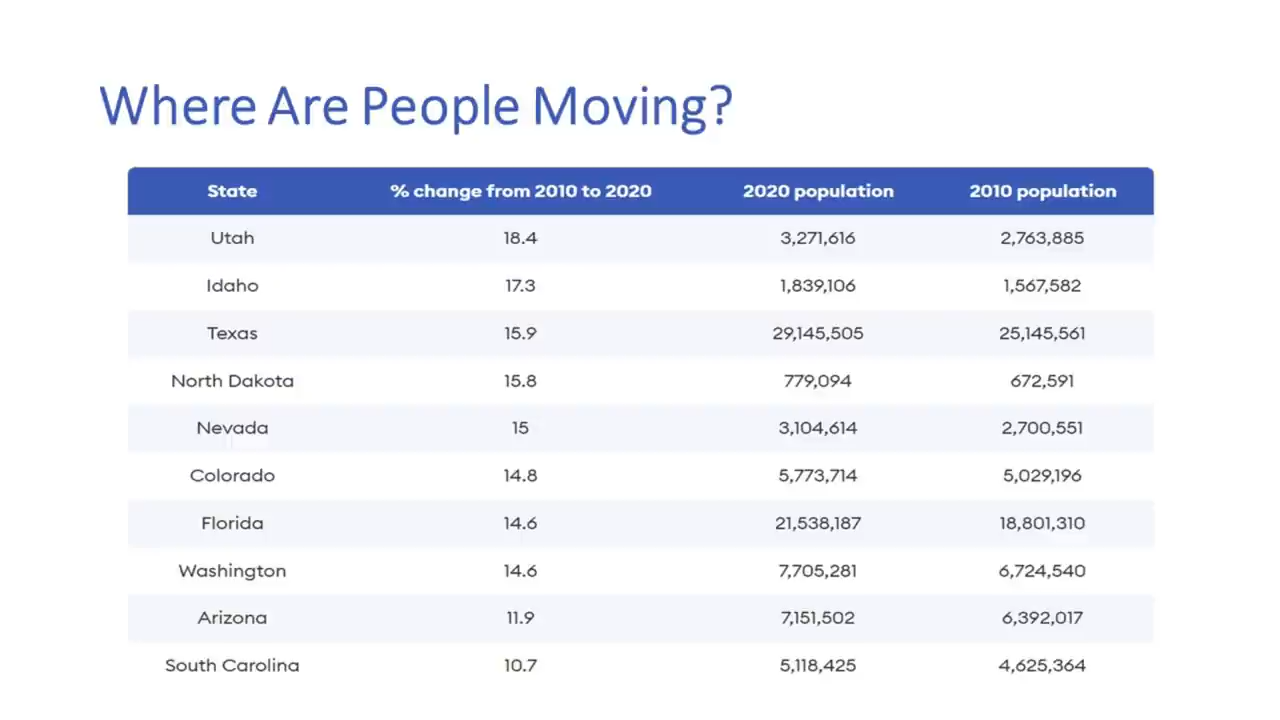 Where Are People Moving?
State % change from 2010 to 2020 2020 population 2010 population
Utah 18.4 3,271,616 2,763,885
Idaho 17.3 1,839,106 1,567,582
Texas 15.9 29,145,505 25,145,561
North Dakota 15.8 779,094 672,591
Nevada 15 3,104,614 2,700,551
Colorado 14.8 5,773,714 5,029,196
Florida 14.6 21,538,187 18,801,310
Washington 14.6 7,705,281 6,724,540
Arizona 11.9 7,151,502 6,392,017
South Carolina 10.7 5,118,425 4,625,364